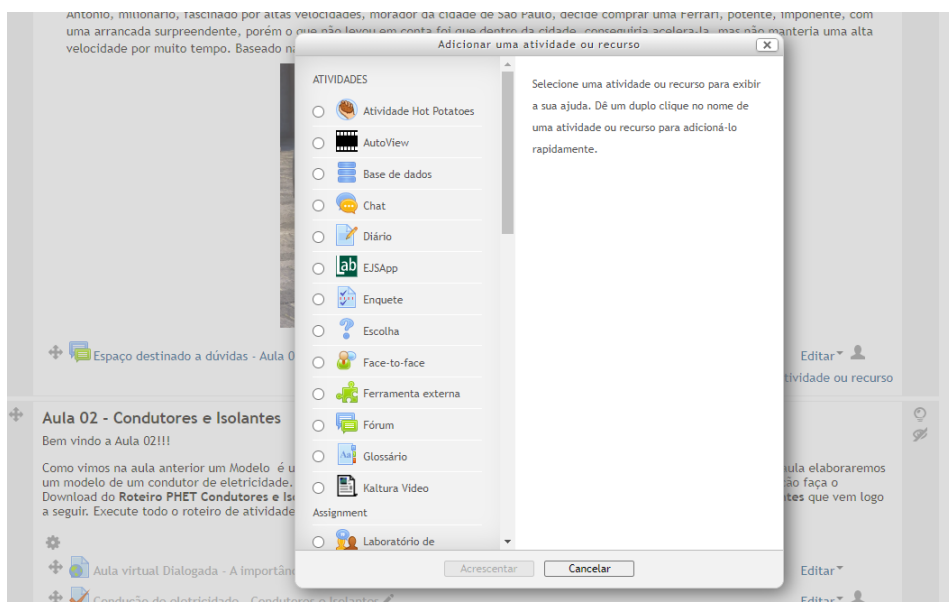 Antonio, milionário, fascinado por altas velocidades, morador da cidade de São Paulo, decide comprar uma Ferrari, potente, imponente, com
uma arrancada surpreendente, porém o que não levou em conta foi que dentro da cidade, conseguiria acelera-la, mas não manteria uma alta
velocidade por muito tempo. Baseado
Adicionar uma atividade ou recurso
ATIVIDADES
Atividade Hot Potatoes
AutoView
Base de dados
Chat
Diário
ab EJSApp
Enquete
Escolha
Face-to-face
Ferramenta externa
Fórum
Glossário
Kaltura Video
Assignment
Laboratório de
Selecione uma atividade ou recurso para exibir
a sua ajuda. Dê um duplo clique no nome de
uma atividade ou recurso para adicioná-lo
rapidamente.
Acrescentar
Cancelar
Espaço destinado a dúvidas - Aula 0
Editar
atividade ou recurso
Aula 02 - Condutores e Isolantes
Bem vindo a Aula 02!!!
Como vimos na aula anterior um Modelo é aula elaboraremos
um modelo de um condutor de eletricidade. faça o
Download do Roteiro PHET Condutores e que vem logo
a seguir. Execute todo o roteiro de atividade
Aula virtual Dialogada - A importân
Editar
Condução de eletricidade - Condutores e Isolantes
Editar